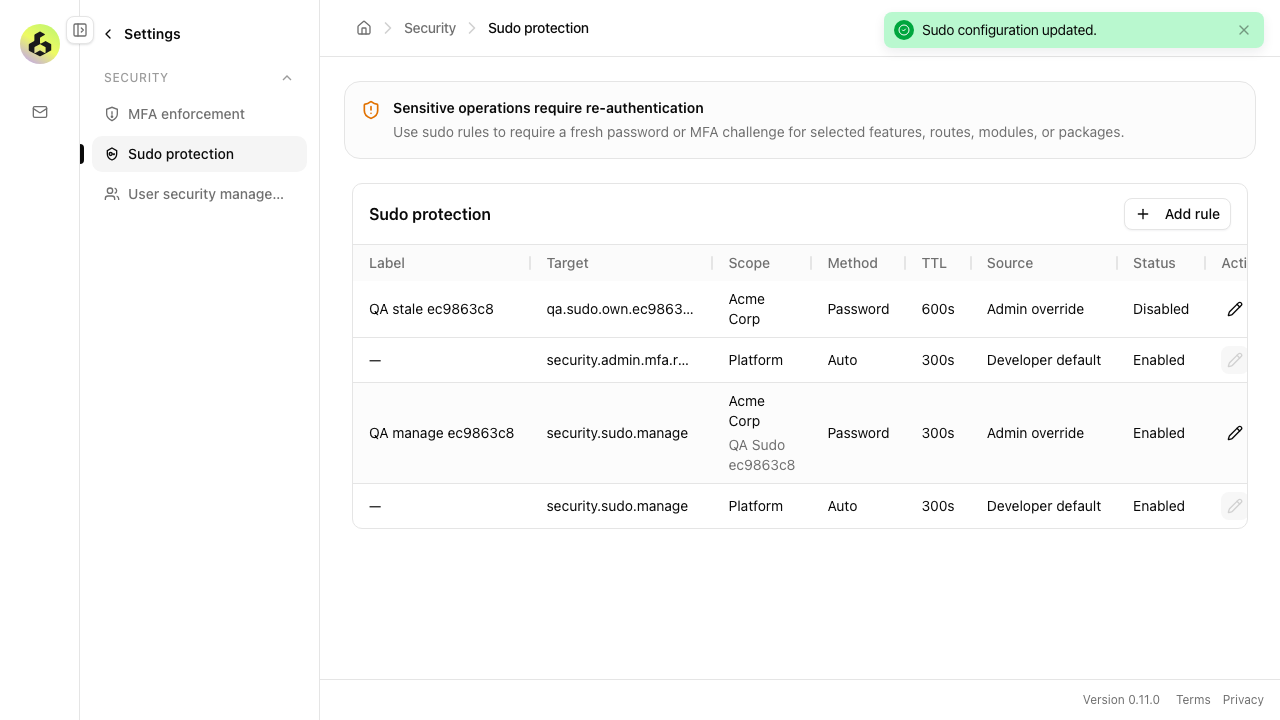 Settings
Security
Sudo protection
Sudo configuration updated.
SECURITY
MFA enforcement
Sudo protection
User security manage...
Sensitive operations require re-authentication
Use sudo rules to require a fresh password or MFA challenge for selected features, routes, modules, or packages.
Sudo protection
Add rule
Label Target Scope Method TTL Source Status Acti
QA stale ec9863c8 qa.sudo.own.ec9863... Acme Corp Password 600s Admin override Disabled
— security.admin.mfa.r... Platform Auto 300s Developer default Enabled
QA manage ec9863c8 security.sudo.manage Acme Corp QA Sudo ec9863c8 Password 300s Admin override Enabled
— security.sudo.manage Platform Auto 300s Developer default Enabled
Version 0.11.0 Terms Privacy